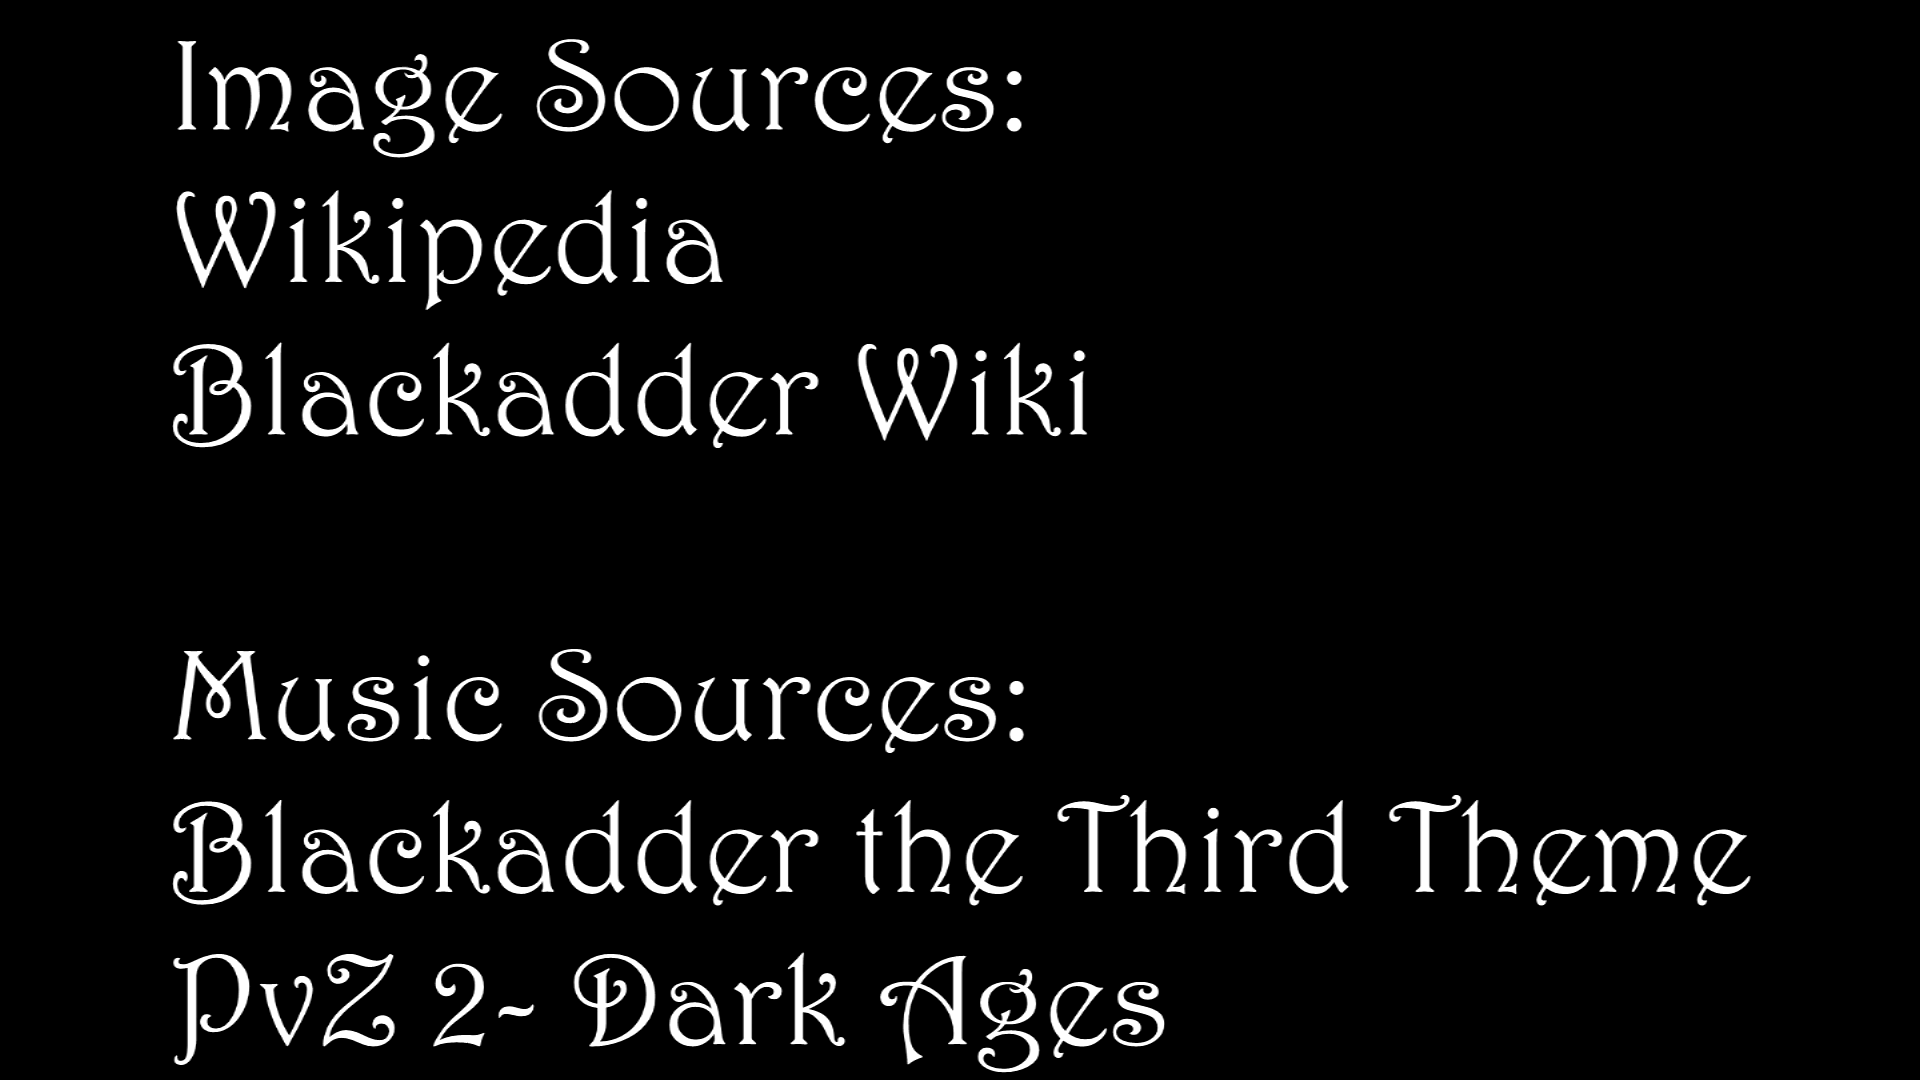 Image Sources:
Wikipedia
Blackadder Wiki
Music Sources:
Blackadder the Third Theme
PvZ 2- Dark Ages